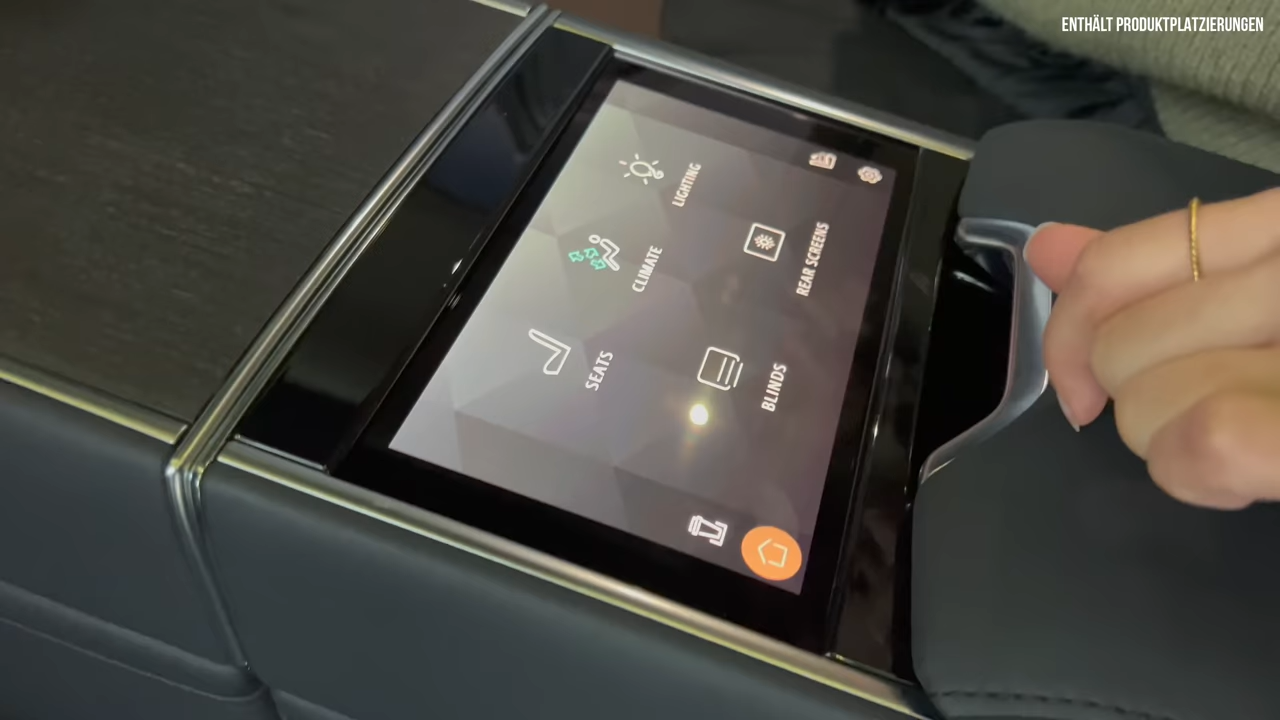 ENTHÄLT PRODUKTPLATZIERUNGEN
LIGHTING
CLIMATE
SEATS
REAR SCREENS
BLINDS